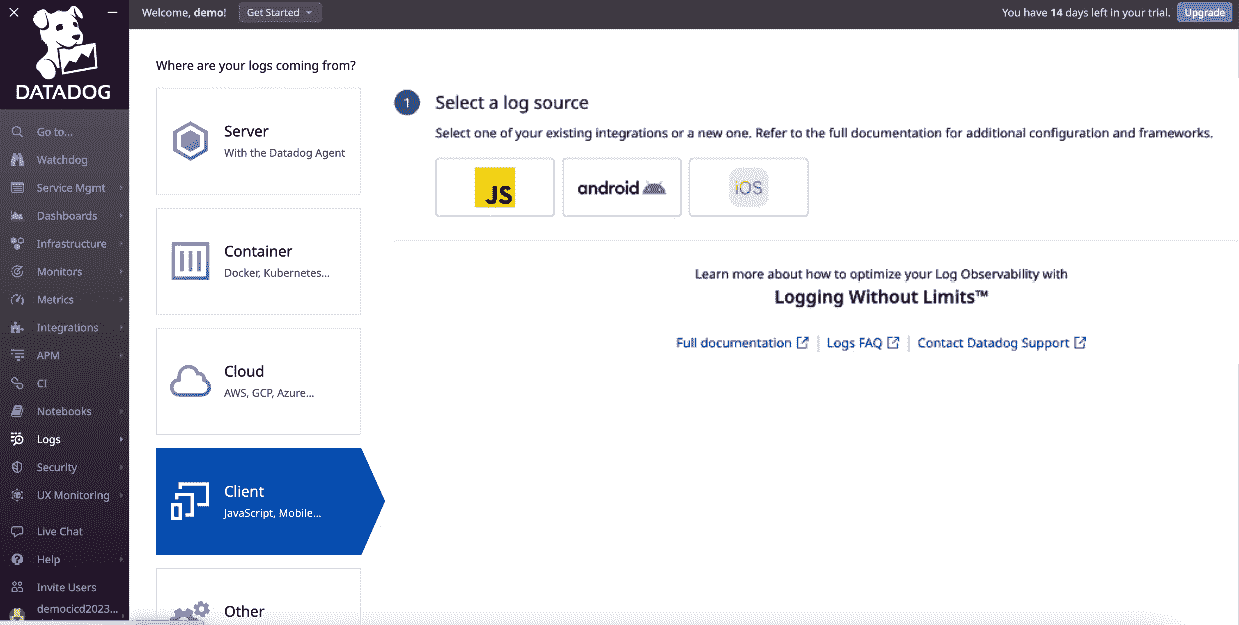 Welcome, demo!
Get Started
You have 14 days left in your trial.
Upgrade
DATADOG
Go to...
Watchdog
Service Mgmt
Dashboards
Infrastructure
Monitors
Metrics
Integrations
APM
CI
Notebooks
Logs
Security
UX Monitoring
Live Chat
Help
Invite Users
democicd2023...
Where are your logs coming from?
Server
With the Datadog Agent
Container
Docker, Kubernetes...
Cloud
AWS, GCP, Azure...
Client
JavaScript, Mobile...
Other
1
Select a log source
Select one of your existing integrations or a new one. Refer to the full documentation for additional configuration and frameworks.
JS
android
iOS
Learn more about how to optimize your Log Observability with
Logging Without Limits™
Full documentation
Logs FAQ
Contact Datadog Support